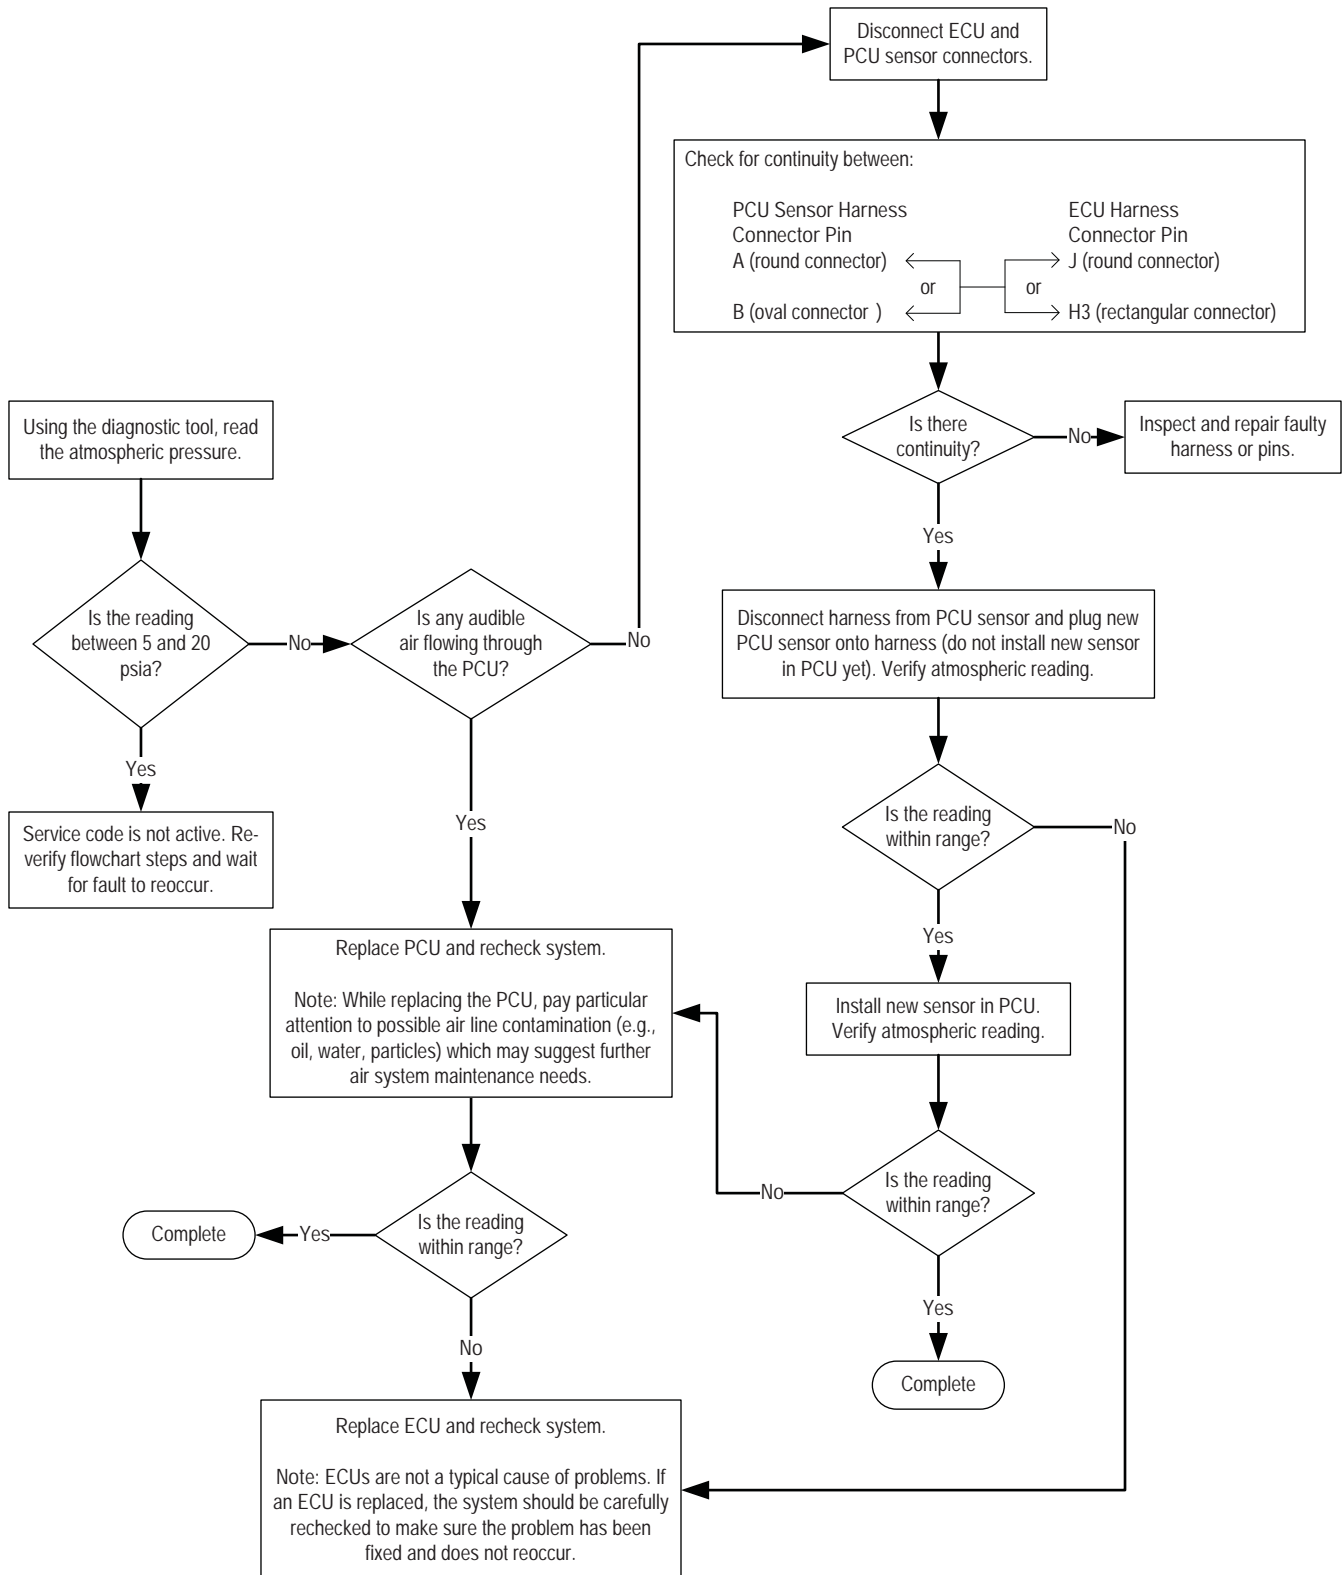 Disconnect ECU and
PCU sensor connectors.
Check for continuity between:
PCU Sensor Harness
Connector Pin
A (round connector)
or
B (oval connector )
ECU Harness
Connector Pin
J (round connector)
or
H3 (rectangular connector)
Using the diagnostic tool, read
the atmospheric pressure.
Is there
continuity?
No
Inspect and repair faulty
harness or pins.
Yes
Is the reading
between 5 and 20
psia?
No
Is any audible
air flowing through
the PCU?
No
Disconnect harness from PCU sensor and plug new
PCU sensor onto harness (do not install new sensor
in PCU yet). Verify atmospheric reading.
Yes
Service code is not active. Re-
verify flowchart steps and wait
for fault to reoccur.
Yes
Is the reading
within range?
No
Yes
Replace PCU and recheck system.
Note: While replacing the PCU, pay particular
attention to possible air line contamination (e.g.,
oil, water, particles) which may suggest further
air system maintenance needs.
Install new sensor in PCU.
Verify atmospheric reading.
Is the reading
within range?
No
Yes
Complete
Is the reading
within range?
Yes
Complete
No
Replace ECU and recheck system.
Note: ECUs are not a typical cause of problems. If
an ECU is replaced, the system should be carefully
rechecked to make sure the problem has been
fixed and does not reoccur.